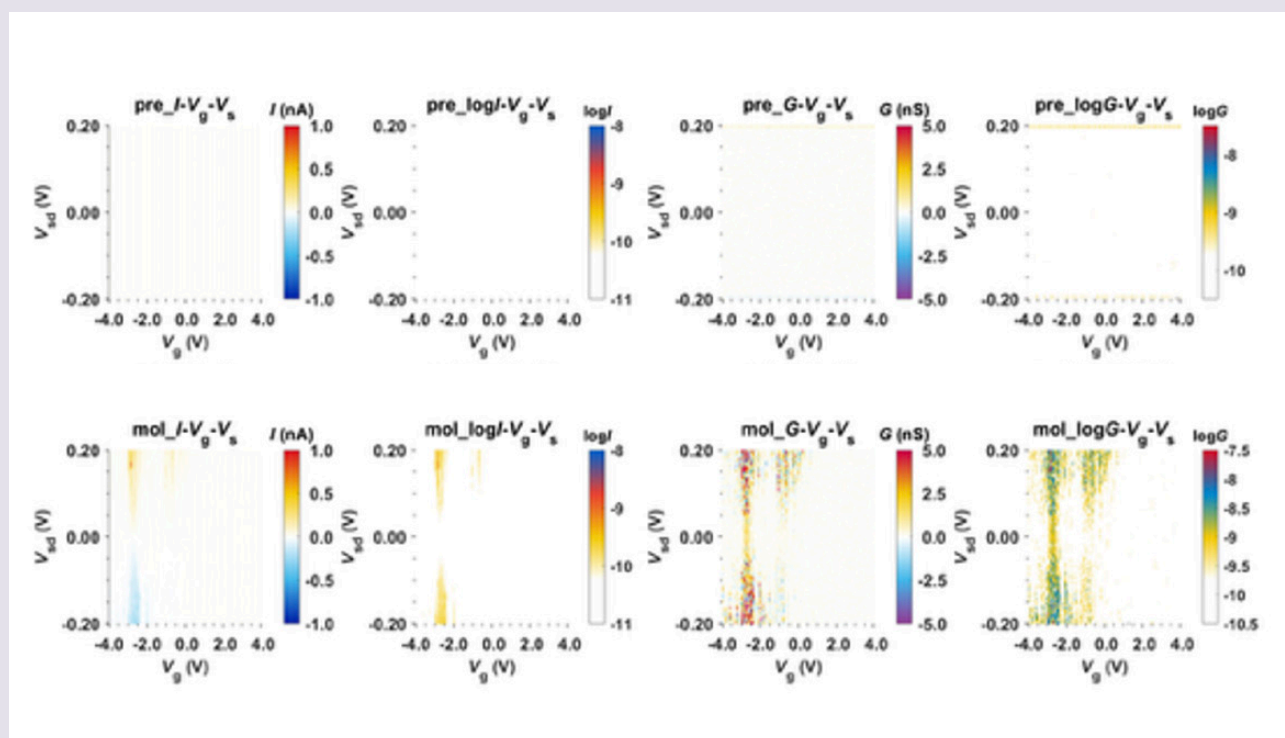 pre_I-Vg-Vs I (nA) pre_logI-Vg-Vs logI pre_G-Vg-Vs G (nS) pre_logG-Vg-Vs logG
0.20 1.0 0.20 -8 0.20 5.0 0.20
0.5 -9 2.5 -8
Vsd (V) 0.00 0.0 Vsd (V) 0.00 Vsd (V) 0.00 0.0 Vsd (V) 0.00 -9
-0.5 -10 -2.5 -10
-0.20 -1.0 -0.20 -11 -0.20 -5.0 -0.20
-4.0 -2.0 0.0 2.0 4.0 -4.0 -2.0 0.0 2.0 4.0 -4.0 -2.0 0.0 2.0 4.0 -4.0 -2.0 0.0 2.0 4.0
Vg (V) Vg (V) Vg (V) Vg (V)
mol_I-Vg-Vs I (nA) mol_logI-Vg-Vs logI mol_G-Vg-Vs G (nS) mol_logG-Vg-Vs logG
0.20 1.0 0.20 -8 0.20 5.0 0.20 -7.5
-8
0.5 -9 2.5 -8.5
Vsd (V) 0.00 0.0 Vsd (V) 0.00 Vsd (V) 0.00 0.0 Vsd (V) 0.00 -9
-0.5 -10 -2.5 -9.5
-10
-0.20 -1.0 -0.20 -11 -0.20 -5.0 -0.20 -10.5
-4.0 -2.0 0.0 2.0 4.0 -4.0 -2.0 0.0 2.0 4.0 -4.0 -2.0 0.0 2.0 4.0 -4.0 -2.0 0.0 2.0 4.0
Vg (V) Vg (V) Vg (V) Vg (V)